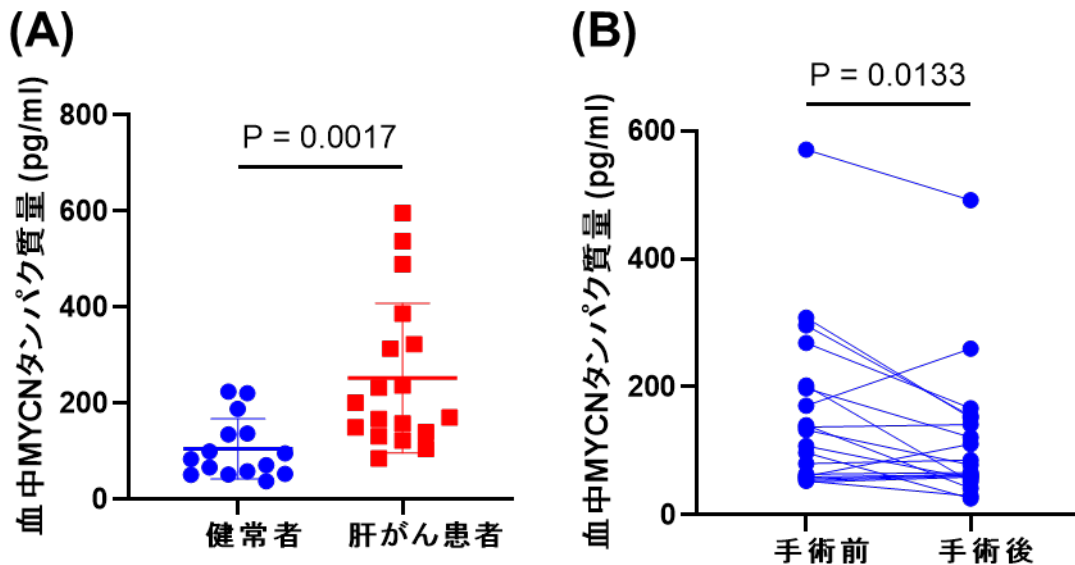 (A)
血中MYCNタンパク質量 (pg/ml)
P = 0.0017
800
600
400
200
0
健常者
肝がん患者
(B)
血中MYCNタンパク質量 (pg/ml)
P = 0.0133
600
400
200
0
手術前
手術後